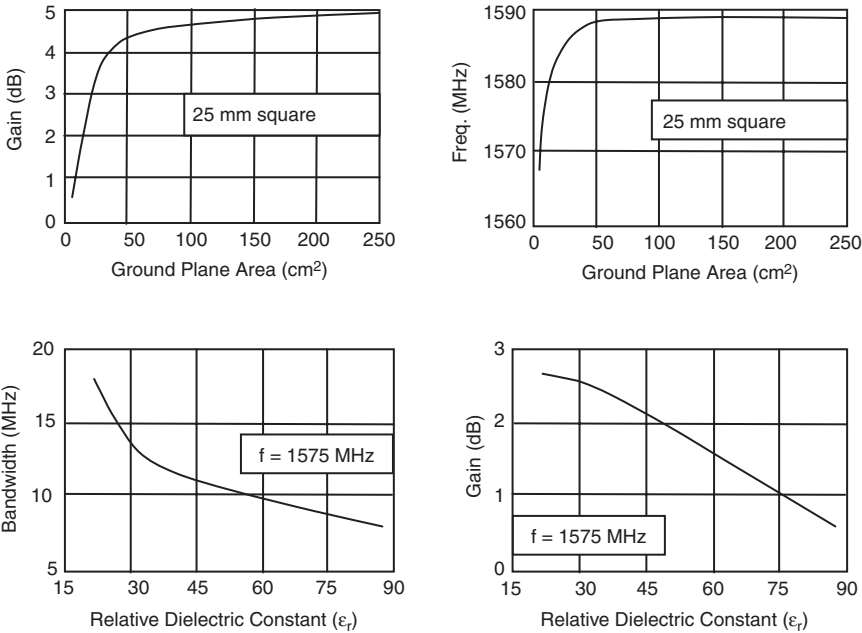 5
4
3
2
1
0
Gain (dB)
25 mm square
0 50 100 150 200 250
Ground Plane Area (cm²)
1590
1580
1570
1560
Freq. (MHz)
25 mm square
0 50 100 150 200 250
Ground Plane Area (cm²)
20
15
10
5
Bandwidth (MHz)
f = 1575 MHz
15 30 45 60 75 90
Relative Dielectric Constant (εr)
3
2
1
0
Gain (dB)
f = 1575 MHz
15 30 45 60 75 90
Relative Dielectric Constant (εr)